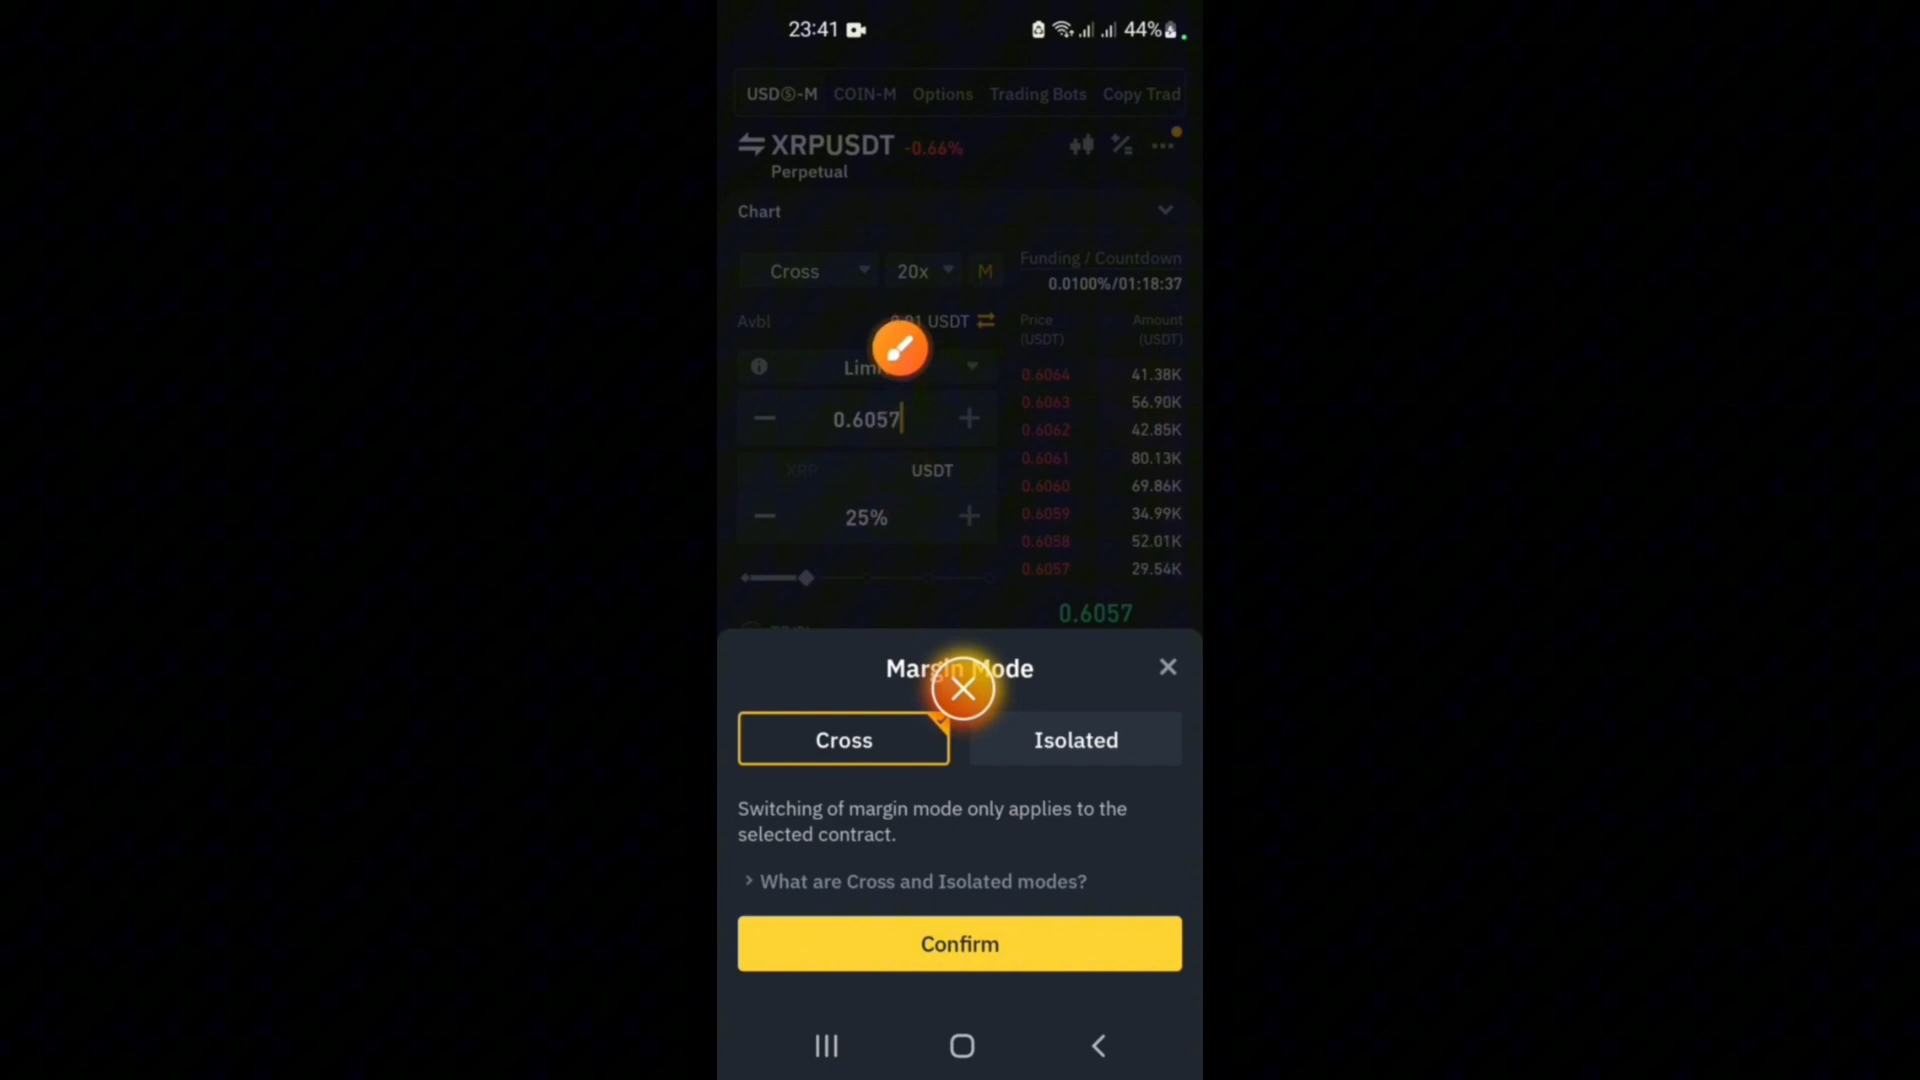 23:41 44%
USDⓈ-M COIN-M Options Trading Bots Copy Trad
XRPUSDT -0.66%
Perpetual
Chart
Cross 20x M
Funding / Countdown
0.0100%/01:18:37
Avbl USDT
Price Amount
(USDT) (USDT)
0.6057
XRP USDT
25%
0.6064 41.38K
0.6063 56.90K
0.6062 42.85K
0.6061 80.13K
0.6060 69.86K
0.6059 34.99K
0.6058 52.01K
0.6057 29.54K
0.6057
Margin Mode
Cross Isolated
Switching of margin mode only applies to the
selected contract.
What are Cross and Isolated modes?
Confirm